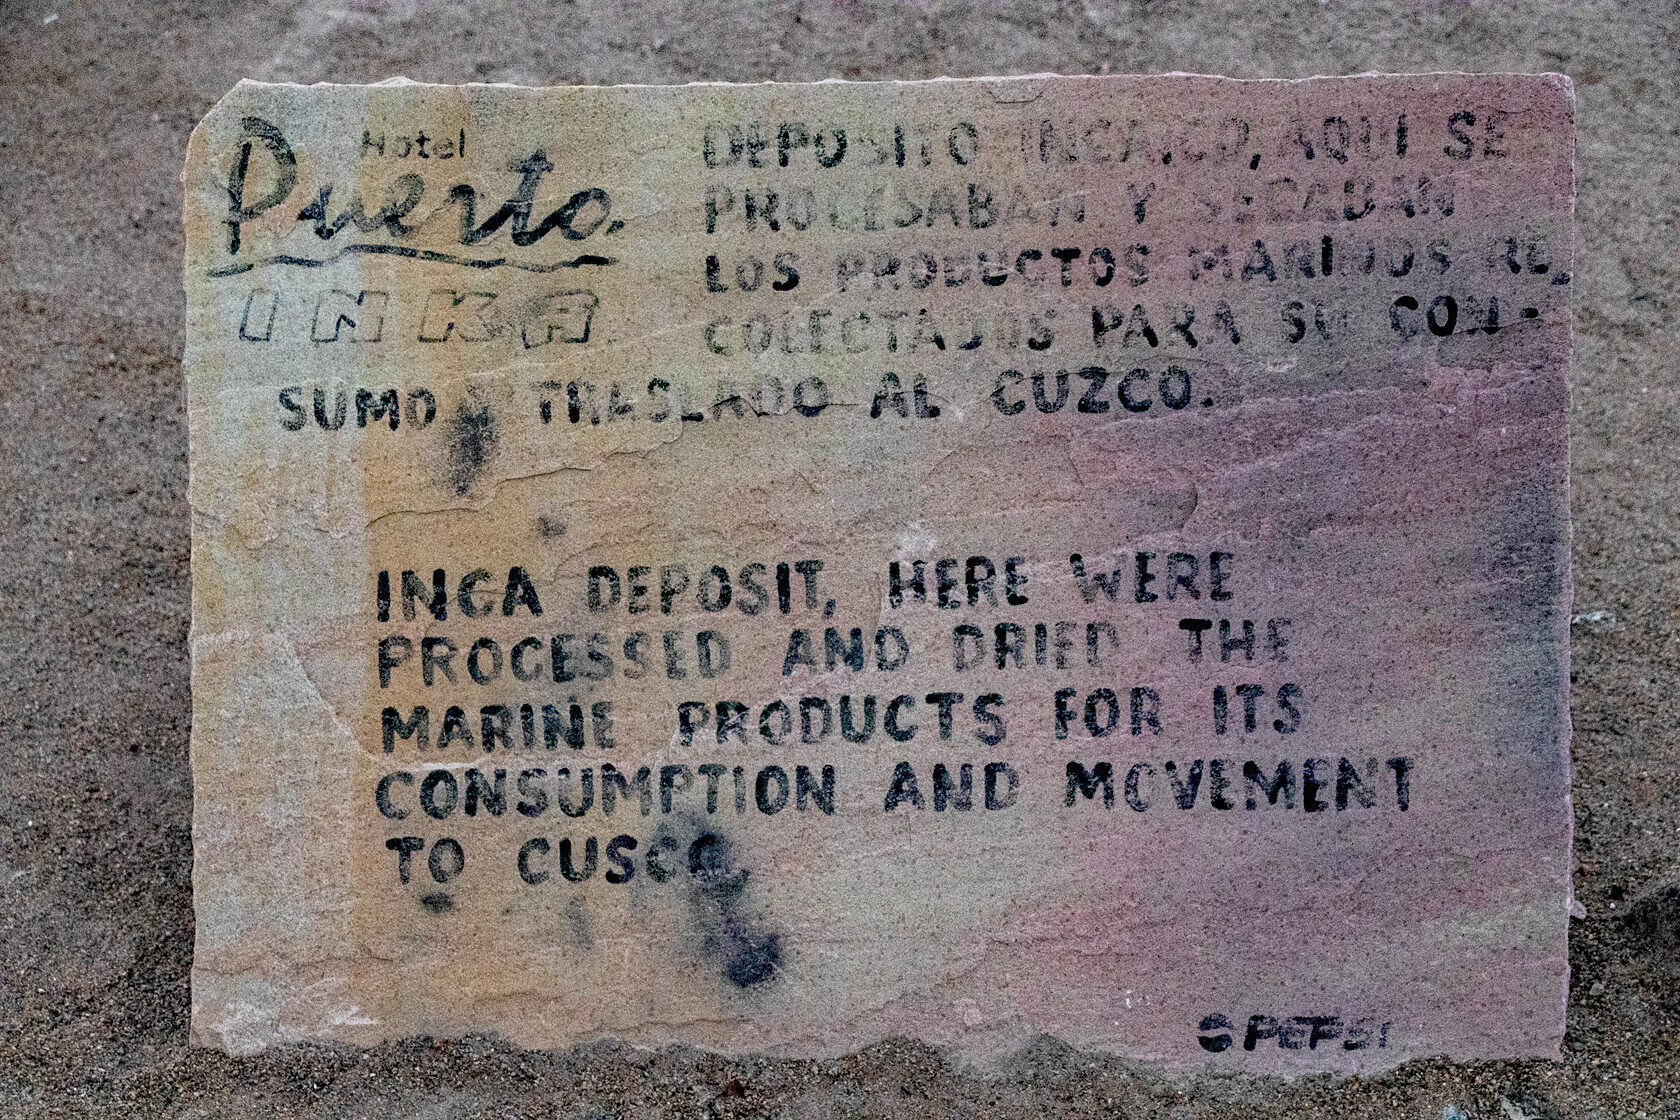 Hotel
Puerto
INKA
DEPOSITO INCAICO, AQUI SE
PROCESABAN Y SECABAN
LOS PRODUCTOS MARINOS RE_
COLECTADOS PARA SU CON-
SUMO Y TRASLADO AL CUZCO.
INCA DEPOSIT, HERE WERE
PROCESSED AND DRIED THE
MARINE PRODUCTS FOR ITS
CONSUMPTION AND MOVEMENT
TO CUSCO.
PEPSI